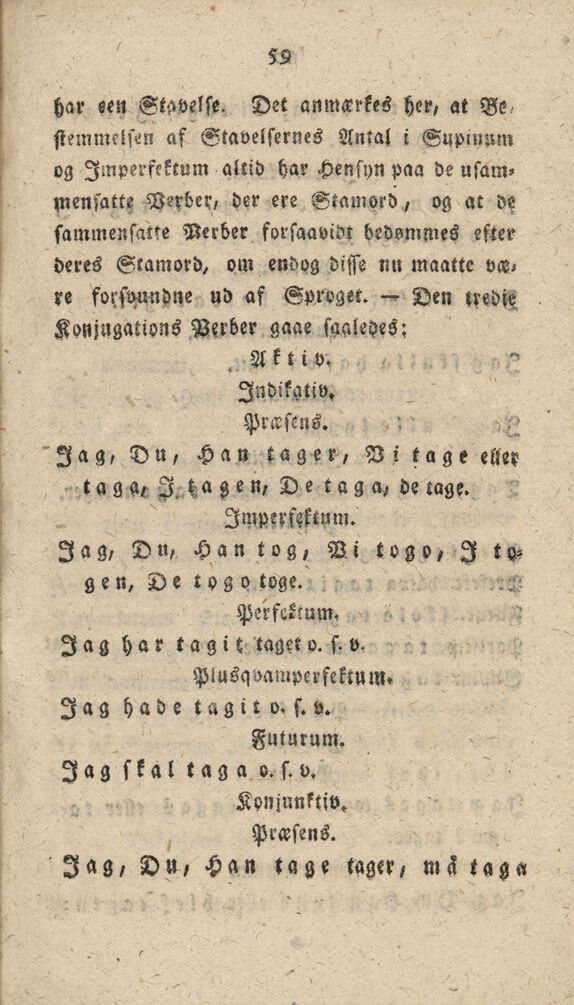 59
har een Stavelse. Det anmærkes her, at Be-
stemmelsen af Stavelsernes Antal i Supinum
og Imperfektum altid har Hensyn paa de usam-
mensatte Verber, der ere Stamord, og at de
sammensatte Verber forsaavidt bedømmes efter
deres Stamord, om endog disse nu maatte væ-
re forsvundne ud af Sproget. — Den tredie
Konjugations Verber gaae saaledes:
Aktiv.
Indikativ.
Præsens.
Jag, Du, Han tager, Vi tage eller
taga, I tagen, De taga, de tage.
Imperfektum.
Jag, Du, Han tog, Vi togo, I to-
gen, De togo toge.
Perfektum.
Jag har tagit taget o. s. v.
Plusqvamperfektum.
Jag hade tagit o. s. v.
Futurum.
Jag skal taga o. s. v.
Konjunktiv.
Præsens.
Jag, Du, Han tage tager, må taga